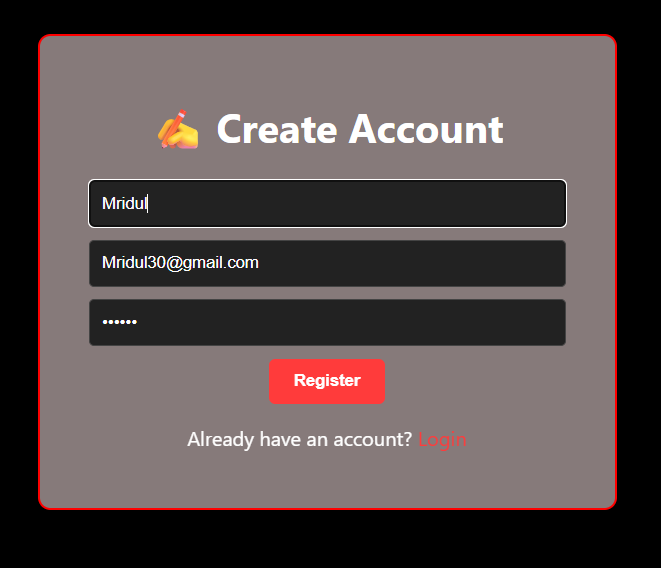 ✍️ Create Account
Mridul
Mridul30@gmail.com
••••••
Register
Already have an account? Login